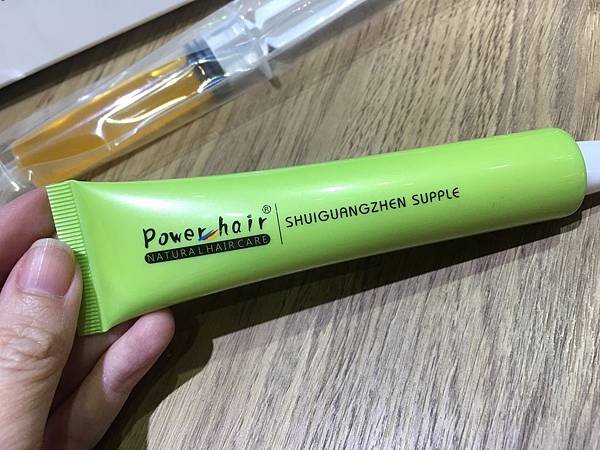 Power hair®
NATURAL HAIR CARE
SHUIGUANGZHEN SUPPLE